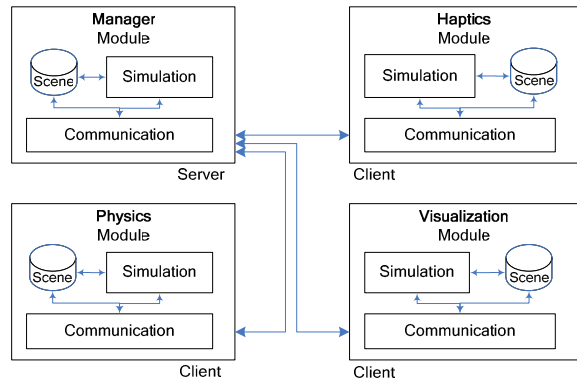 Manager
Module
Scene
Simulation
Communication
Server
Haptics
Module
Simulation
Scene
Communication
Client
Physics
Module
Scene
Simulation
Communication
Client
Visualization
Module
Simulation
Scene
Communication
Client